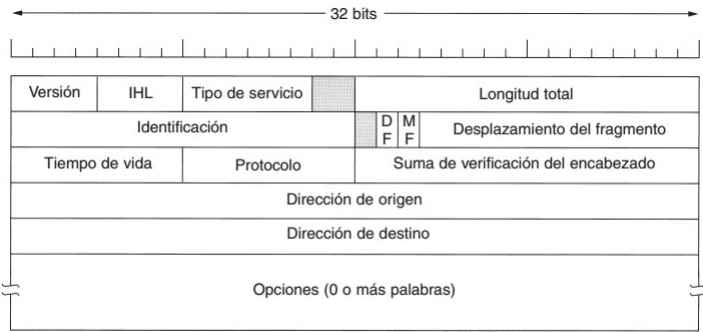 32 bits
Versión IHL Tipo de servicio Longitud total
Identificación D F M F Desplazamiento del fragmento
Tiempo de vida Protocolo Suma de verificación del encabezado
Dirección de origen
Dirección de destino
Opciones (0 o más palabras)